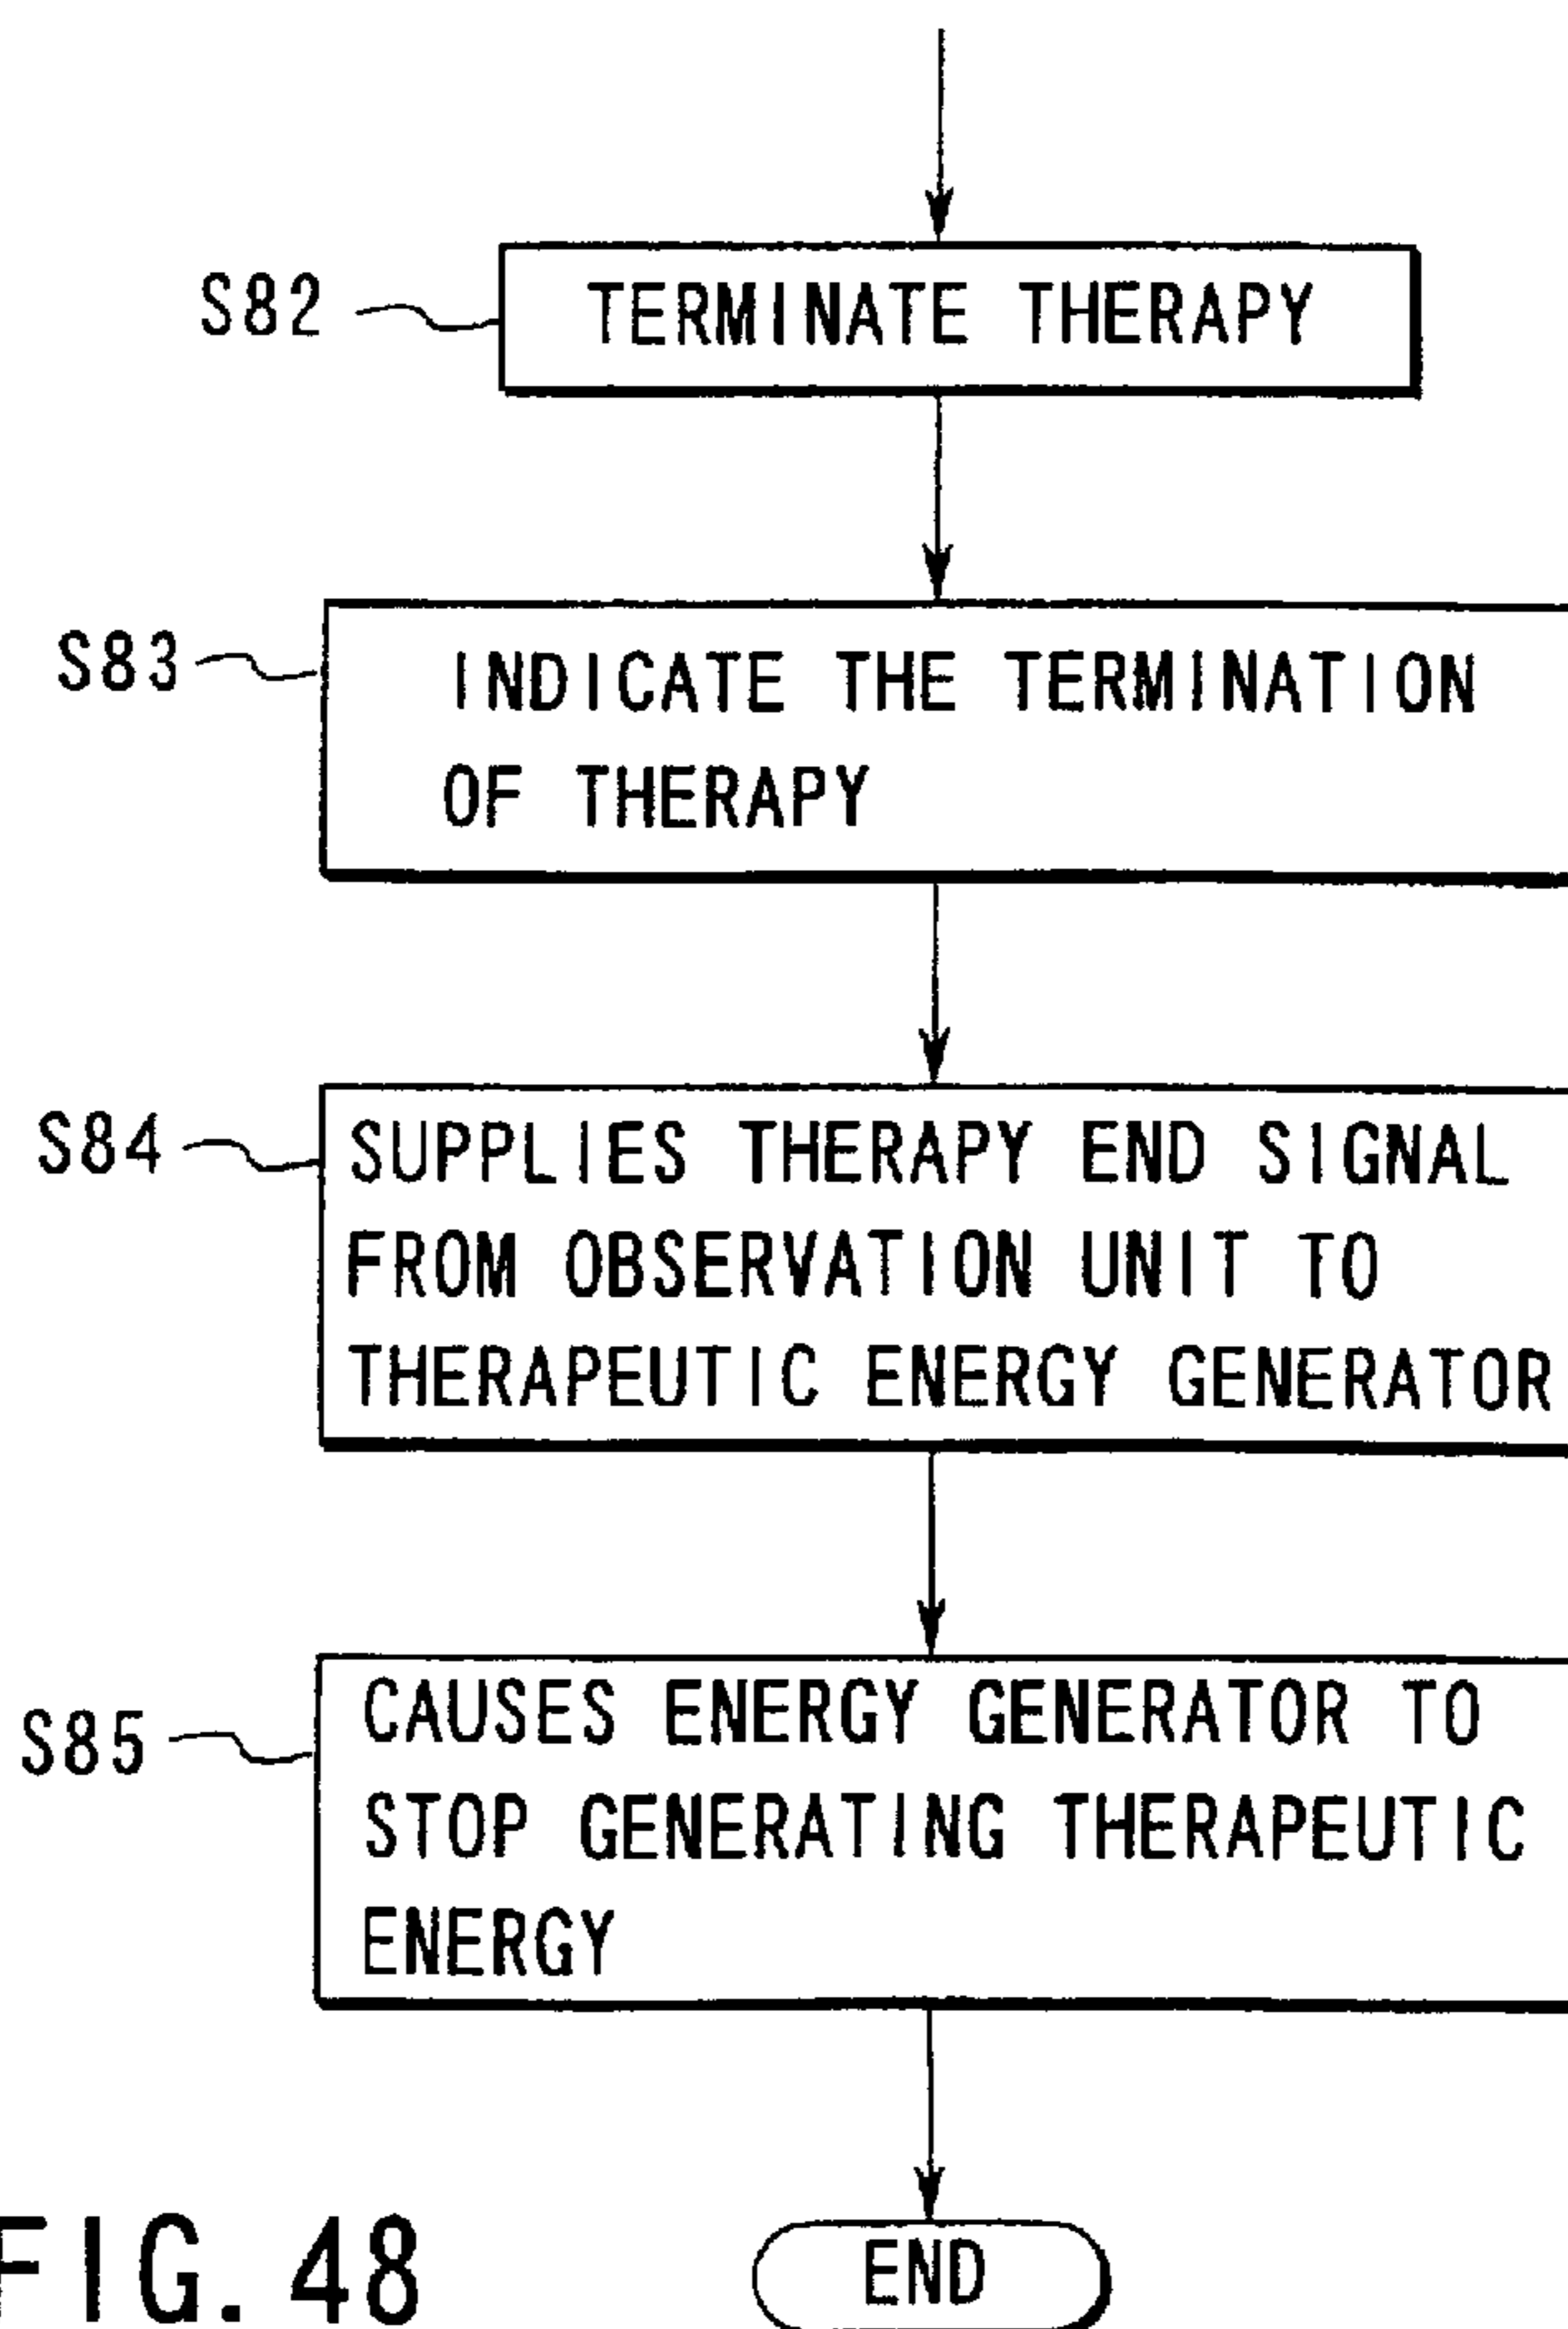 S82
TERMINATE THERAPY
S83
INDICATE THE TERMINATION
OF THERAPY
S84
SUPPLIES THERAPY END SIGNAL
FROM OBSERVATION UNIT TO
THERAPEUTIC ENERGY GENERATOR
S85
CAUSES ENERGY GENERATOR TO
STOP GENERATING THERAPEUTIC
ENERGY
END
FIG. 48